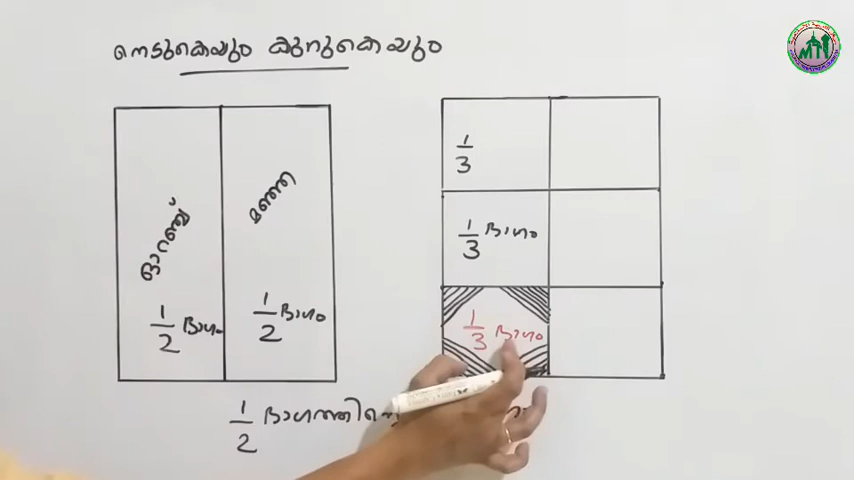 നെടുകെയും കുറുകെയും
ഓറഞ്ച്
മഞ്ഞ
1/2 ഭാഗം
1/2 ഭാഗം
1/3
1/3 ഭാഗം
1/3 ഭാഗം
1/2 ഭാഗത്തിന്റെ